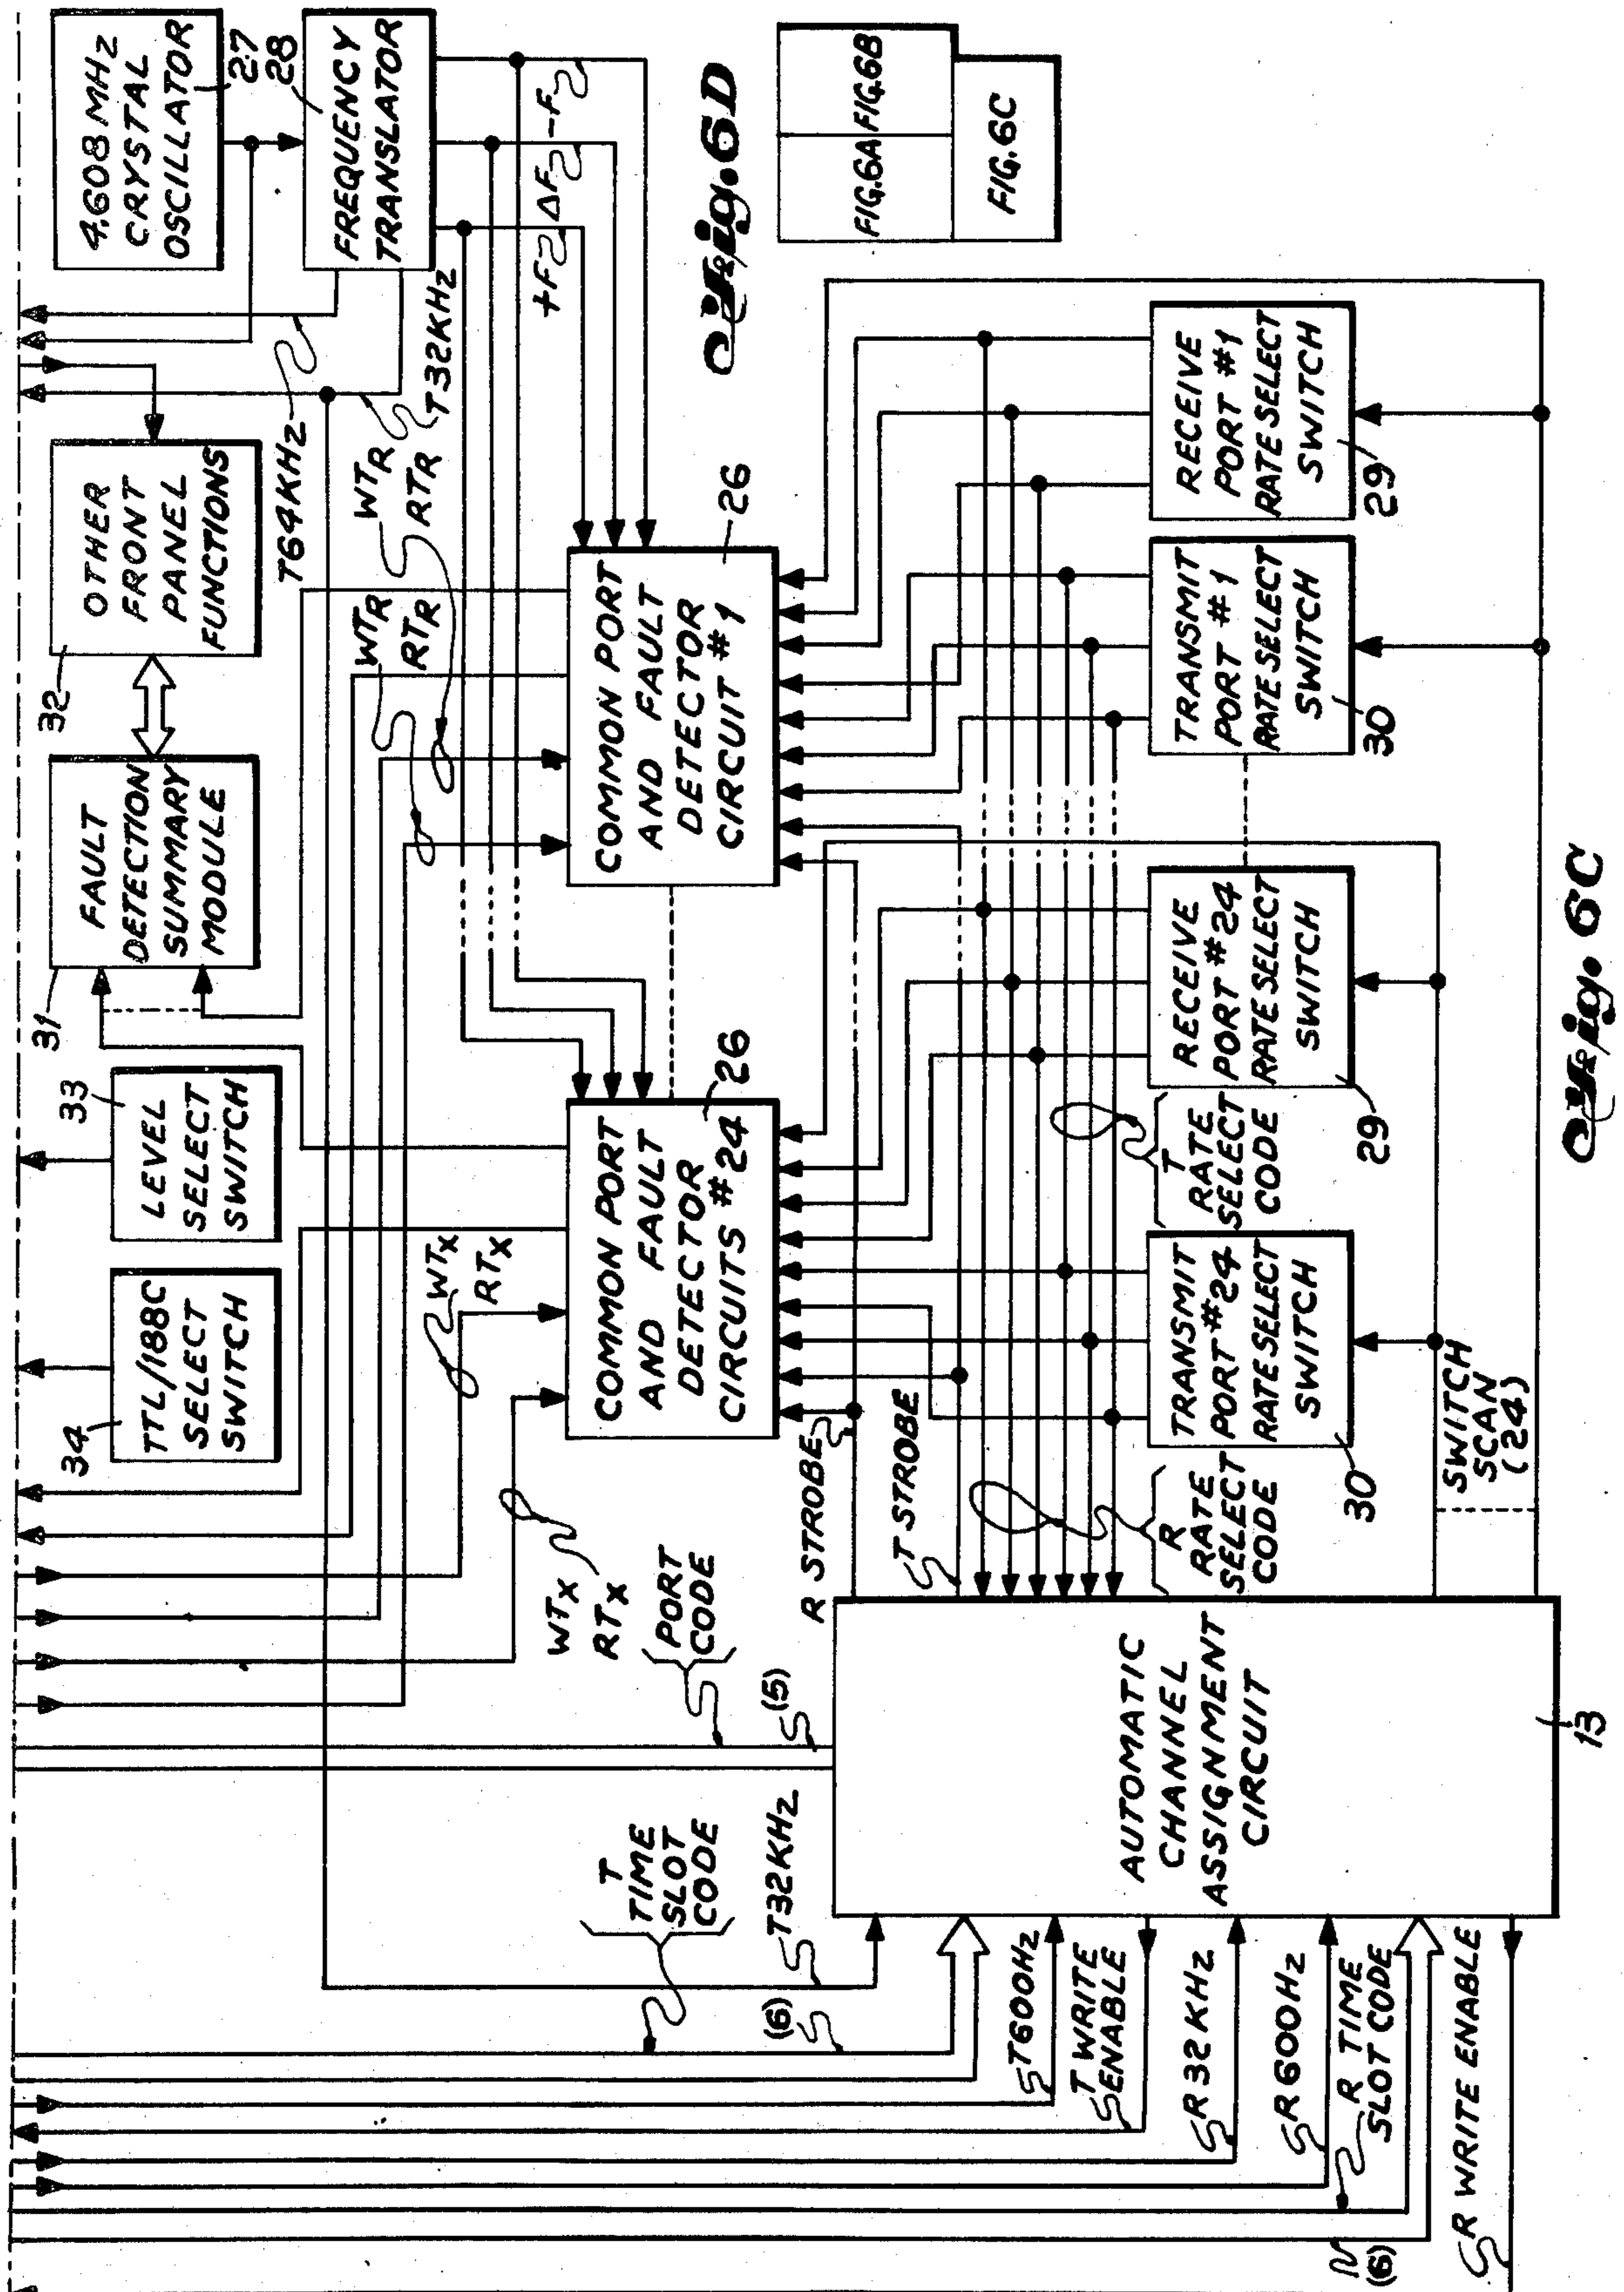 4.608 MHz
CRYSTAL
OSCILLATOR
27
28
FREQUENCY
TRANSLATOR
T64KHz
T32KHz
+F
ΔF
-F
OTHER
FRONT
PANEL
FUNCTIONS
32
FAULT
DETECTION
SUMMARY
MODULE
31
LEVEL
SELECT
SWITCH
33
TTL/188C
SELECT
SWITCH
34
Fig. 6D
FIG.6A
FIG.6B
FIG.6C
WTR
RTR
WTR
RTR
COMMON PORT
AND FAULT
DETECTOR
CIRCUIT #1
26
WTX
RTX
WTX
RTX
COMMON PORT
AND FAULT
DETECTOR
CIRCUITS #24
26
RECEIVE
PORT #1
RATE SELECT
SWITCH
29
TRANSMIT
PORT #1
RATE SELECT
SWITCH
30
RECEIVE
PORT #24
RATE SELECT
SWITCH
29
TRANSMIT
PORT #24
RATE SELECT
SWITCH
30
T
RATE
SELECT
CODE
R
RATE
SELECT
CODE
SWITCH
SCAN
(24)
R STROBE
T STROBE
PORT
CODE
(5)
AUTOMATIC
CHANNEL
ASSIGNMENT
CIRCUIT
13
T
TIME
SLOT
CODE
T32KHz
(6)
T600Hz
T WRITE
ENABLE
R 32 KHz
R 600Hz
R TIME
SLOT CODE
(6)
R WRITE ENABLE
Fig. 6C